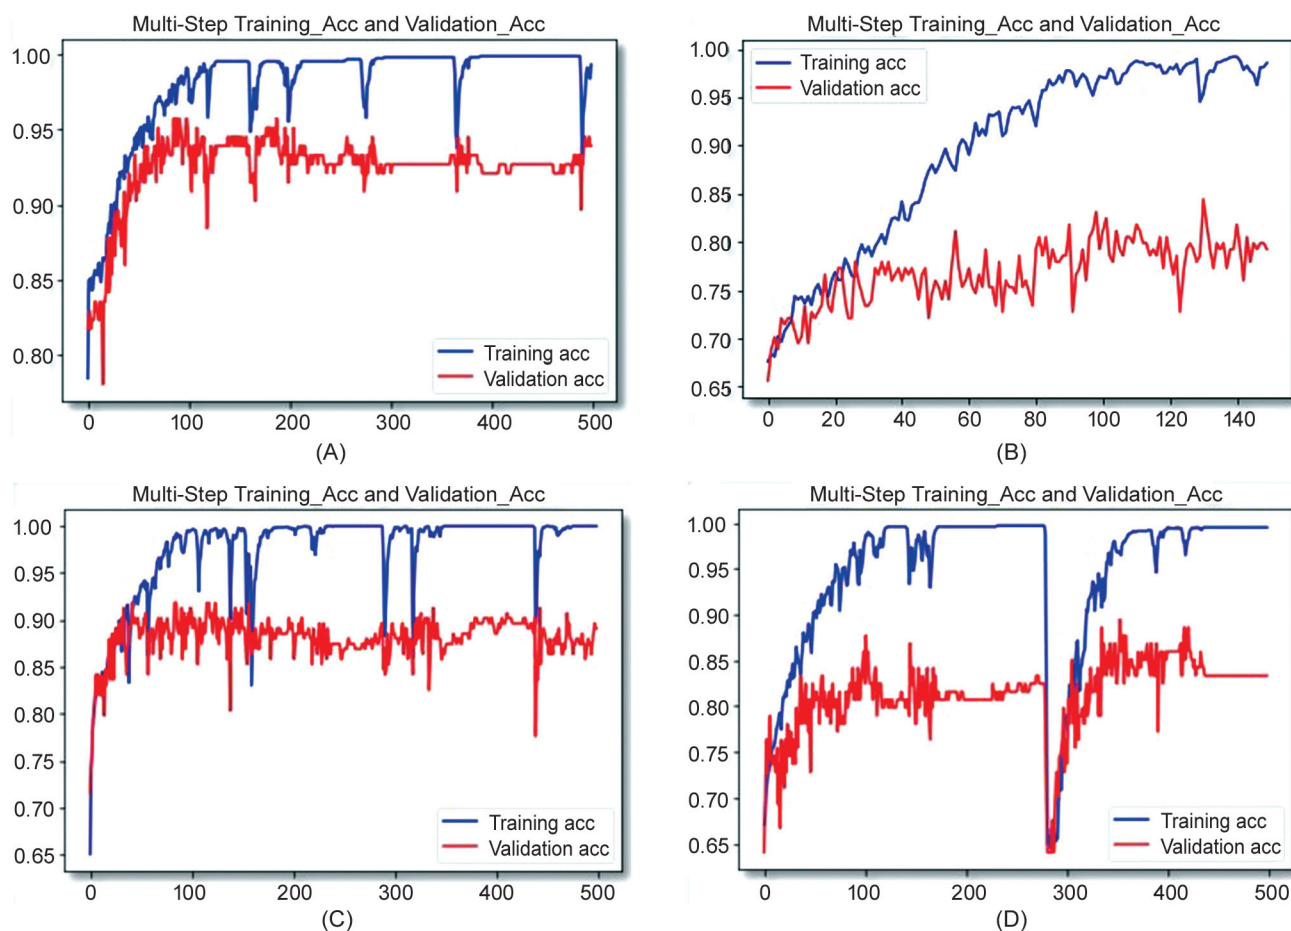 Multi-Step Training_Acc and Validation_Acc
1.00
0.95
0.90
0.85
0.80
Training acc
Validation acc
0 100 200 300 400 500
(A)
Multi-Step Training_Acc and Validation_Acc
1.00
0.95
0.90
0.85
0.80
0.75
0.70
0.65
Training acc
Validation acc
0 20 40 60 80 100 120 140
(B)
Multi-Step Training_Acc and Validation_Acc
1.00
0.95
0.90
0.85
0.80
0.75
0.70
0.65
Training acc
Validation acc
0 100 200 300 400 500
(C)
Multi-Step Training_Acc and Validation_Acc
1.00
0.95
0.90
0.85
0.80
0.75
0.70
0.65
Training acc
Validation acc
0 100 200 300 400 500
(D)